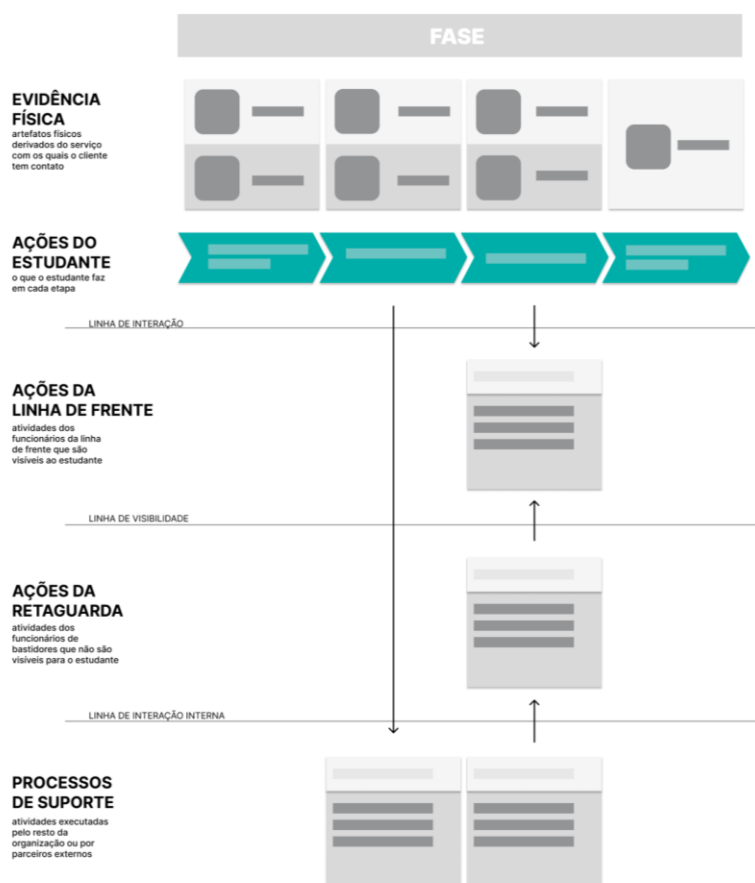 FASE
EVIDÊNCIA
FÍSICA
artefatos físicos
derivados do serviço
com os quais o cliente
tem contato
AÇÕES DO
ESTUDANTE
o que o estudante faz
em cada etapa
LINHA DE INTERAÇÃO
AÇÕES DA
LINHA DE FRENTE
atividades dos
funcionários da linha
de frente que são
visíveis ao estudante
LINHA DE VISIBILIDADE
AÇÕES DA
RETAGUARDA
atividades dos
funcionários de
bastidores que não são
visíveis para o estudante
LINHA DE INTERAÇÃO INTERNA
PROCESSOS
DE SUPORTE
atividades executadas
pelo resto da
organização ou por
parceiros externos